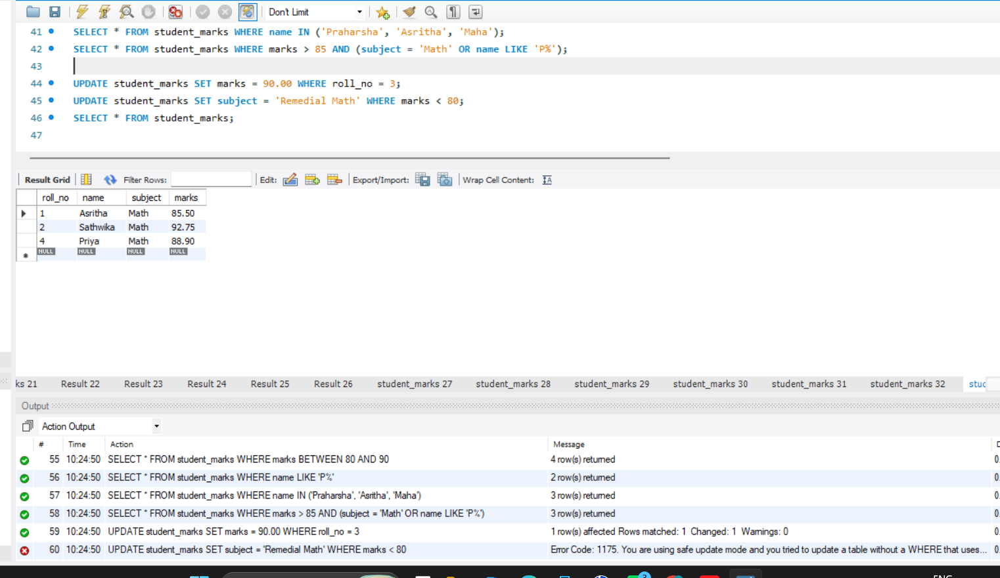 Don't Limit
41 SELECT * FROM student_marks WHERE name IN ('Praharsha', 'Asritha', 'Maha');
42 SELECT * FROM student_marks WHERE marks > 85 AND (subject = 'Math' OR name LIKE 'P%');
43
44 UPDATE student_marks SET marks = 90.00 WHERE roll_no = 3;
45 UPDATE student_marks SET subject = 'Remedial Math' WHERE marks < 80;
46 SELECT * FROM student_marks;
47
Result Grid Filter Rows: Edit: Export/Import: Wrap Cell Content: IA
roll_no name subject marks
1 Asritha Math 85.50
2 Sathwika Math 92.75
4 Priya Math 88.90
NULL NULL NULL NULL
ks 21 Result 22 Result 23 Result 24 Result 25 Result 26 student_marks 27 student_marks 28 student_marks 29 student_marks 30 student_marks 31 student_marks 32 stud
Output
Action Output
# Time Action Message D
55 10:24:50 SELECT * FROM student_marks WHERE marks BETWEEN 80 AND 90 4 row(s) returned 0.
56 10:24:50 SELECT * FROM student_marks WHERE name LIKE 'P%' 2 row(s) returned 0.
57 10:24:50 SELECT * FROM student_marks WHERE name IN ('Praharsha', 'Asritha', 'Maha') 3 row(s) returned 0.
58 10:24:50 SELECT * FROM student_marks WHERE marks > 85 AND (subject = 'Math' OR name LIKE 'P%') 3 row(s) returned 0.
59 10:24:50 UPDATE student_marks SET marks = 90.00 WHERE roll_no = 3 1 row(s) affected Rows matched: 1 Changed: 1 Warnings: 0 0.
60 10:24:50 UPDATE student_marks SET subject = 'Remedial Math' WHERE marks < 80 Error Code: 1175. You are using safe update mode and you tried to update a table without a WHERE that uses... 0.
ENG